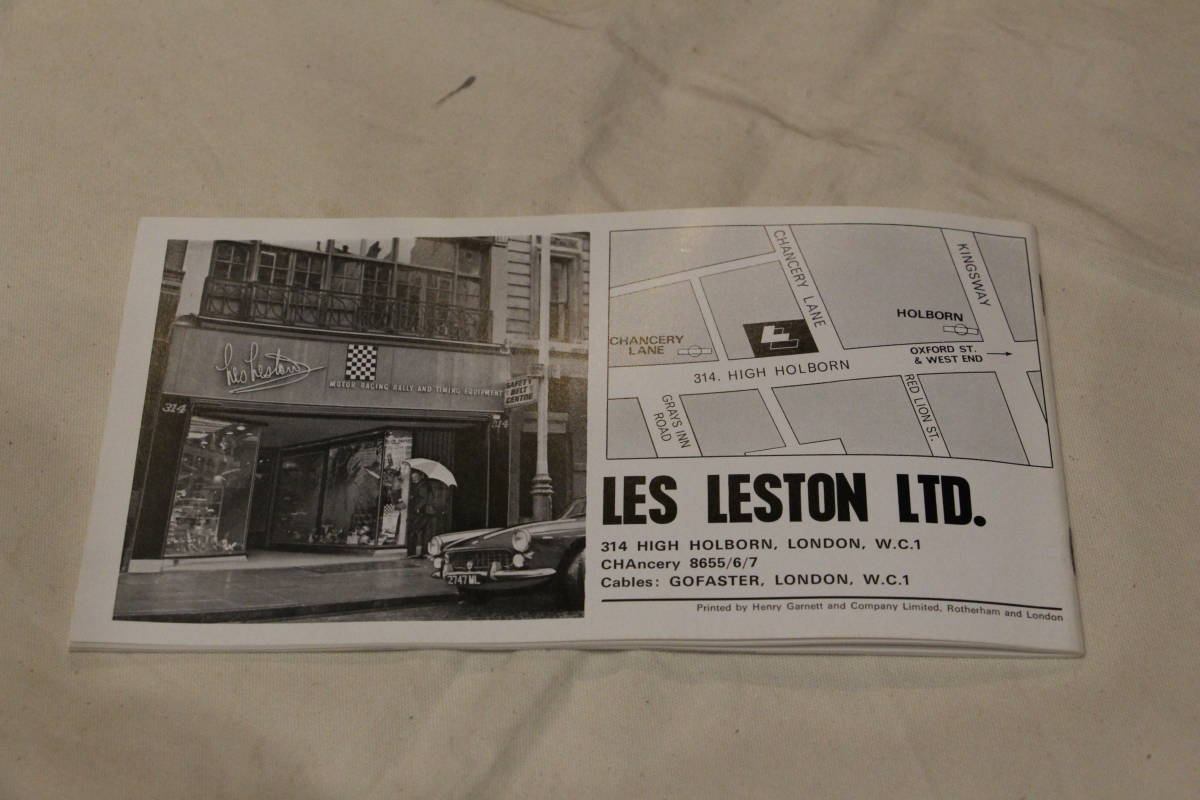 Les Leston
MOTOR RACING RALLY AND TIMING EQUIPMENT
SAFETY
BELT
CENTRE
314
314
2747 ML
CHANCERY LANE
KINGSWAY
HOLBORN
CHANCERY
LANE
OXFORD ST.
& WEST END
314. HIGH HOLBORN
GRAYS INN
ROAD
RED LION ST.
LES LESTON LTD.
314 HIGH HOLBORN, LONDON, W.C.1
CHAncery 8655/6/7
Cables: GOFASTER, LONDON, W.C.1
Printed by Henry Garnett and Company Limited, Rotherham and London